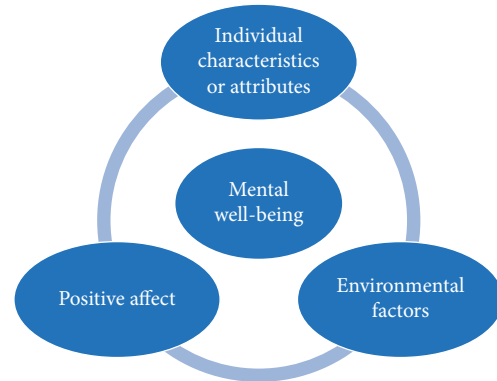 Individual
characteristics
or attributes
Mental
well-being
Positive affect
Environmental
factors